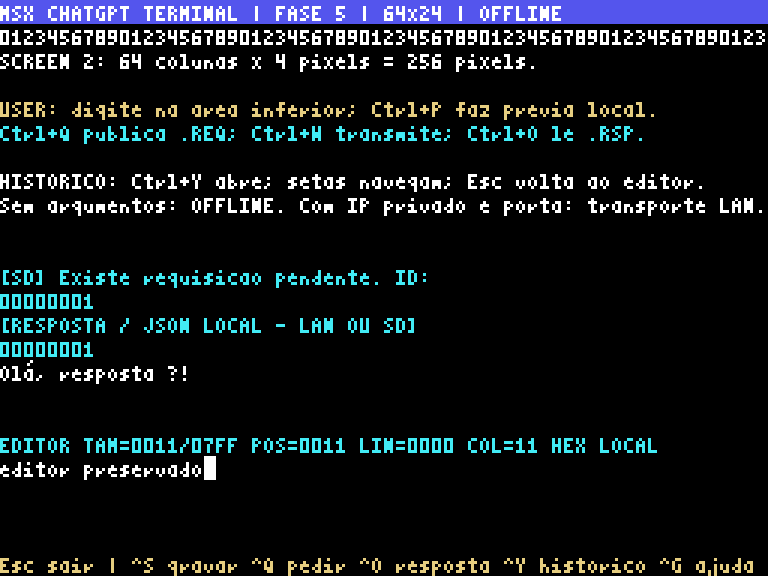 MSX CHATGPT TERMINAL | FASE 5 | 64x24 | OFFLINE
0123456789012345678901234567890123456789012345678901234567890123
SCREEN 2: 64 colunas x 4 pixels = 256 pixels.
USER: digite na area inferior; Ctrl+P faz previa local.
Ctrl+Q publica .REQ; Ctrl+W transmite; Ctrl+O le .RSP.
HISTORICO: Ctrl+Y abre; setas navegam; Esc volta ao editor.
Sem argumentos: OFFLINE. Com IP privado e porta: transporte LAN.
[SD] Existe requisicao pendente. ID:
00000001
[RESPOSTA / JSON LOCAL - LAN OU SD]
00000001
Olá, resposta ?!
EDITOR TAM=0011/07FF POS=0011 LIN=0000 COL=11 HEX LOCAL
editor preservado
Esc sair | ^S gravar ^Q pedir ^O resposta ^Y historico ^G ajuda